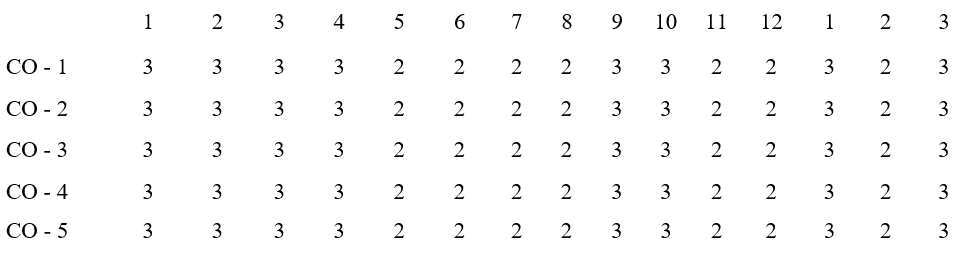 1 2 3 4 5 6 7 8 9 10 11 12 1 2 3
CO - 1 3 3 3 3 2 2 2 2 3 3 2 2 3 2 3
CO - 2 3 3 3 3 2 2 2 2 3 3 2 2 3 2 3
CO - 3 3 3 3 3 2 2 2 2 3 3 2 2 3 2 3
CO - 4 3 3 3 3 2 2 2 2 3 3 2 2 3 2 3
CO - 5 3 3 3 3 2 2 2 2 3 3 2 2 3 2 3